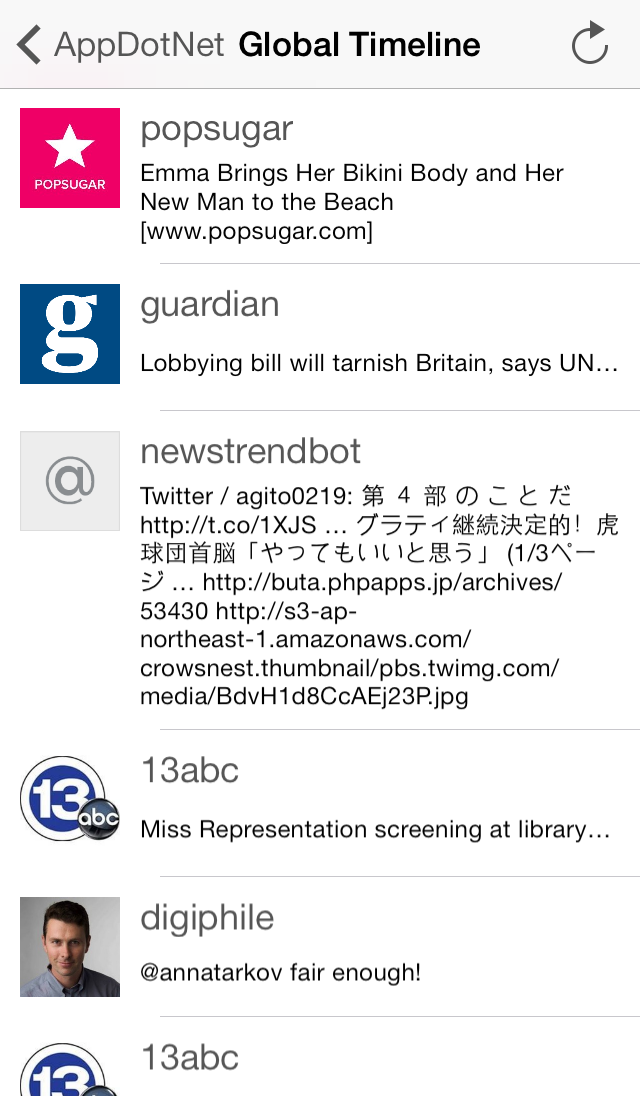 AppDotNet Global Timeline
POPSUGAR
popsugar
Emma Brings Her Bikini Body and Her
New Man to the Beach
[www.popsugar.com]
g
guardian
Lobbying bill will tarnish Britain, says UN…
@
newstrendbot
Twitter / agito0219: 第 4 部 の こ と だ
http://t.co/1XJS ... グラティ継続決定的！虎
球団首脳「やってもいいと思う」 (1/3ペー
ジ ... http://buta.phpapps.jp/archives/
53430 http://s3-ap-
northeast-1.amazonaws.com/
crowsnest.thumbnail/pbs.twimg.com/
media/BdvH1d8CcAEj23P.jpg
13
abc
13abc
Miss Representation screening at library…
digiphile
@annatarkov fair enough!
13
13abc